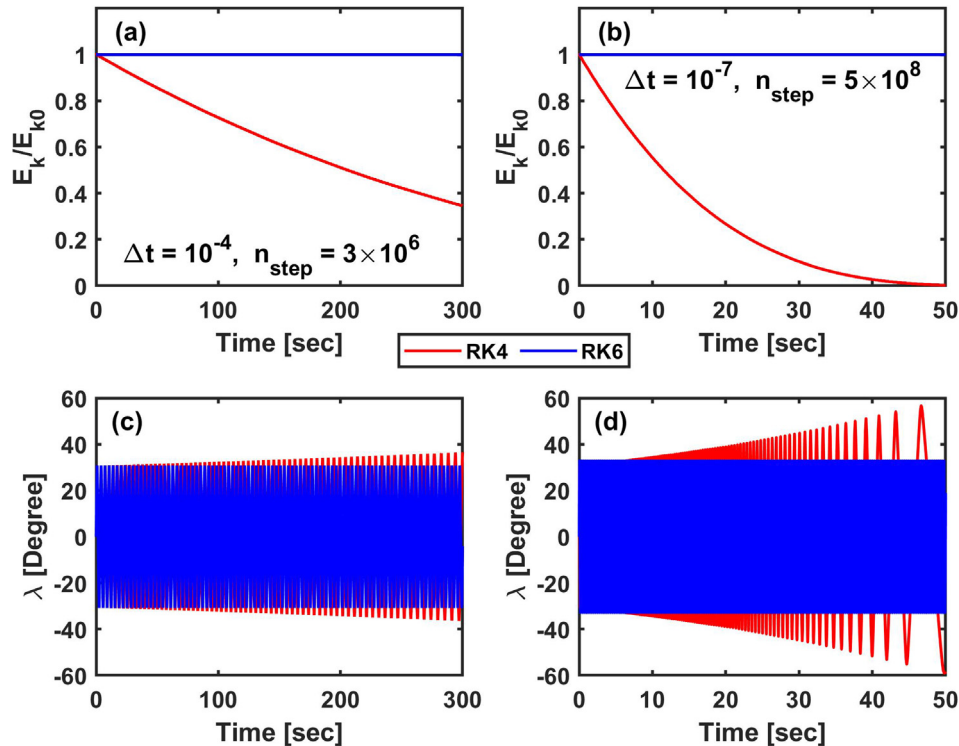 (a)
1
0.8
0.6
0.4
0.2
0
E_k/E_k0
Δt = 10^-4, n_step = 3×10^6
0 100 200 300
Time [sec]
(b)
1
0.8
0.6
0.4
0.2
0
E_k/E_k0
Δt = 10^-7, n_step = 5×10^8
0 10 20 30 40 50
Time [sec]
RK4 RK6
(c)
60
40
20
0
-20
-40
-60
λ [Degree]
0 100 200 300
Time [sec]
(d)
60
40
20
0
-20
-40
-60
λ [Degree]
0 10 20 30 40 50
Time [sec]